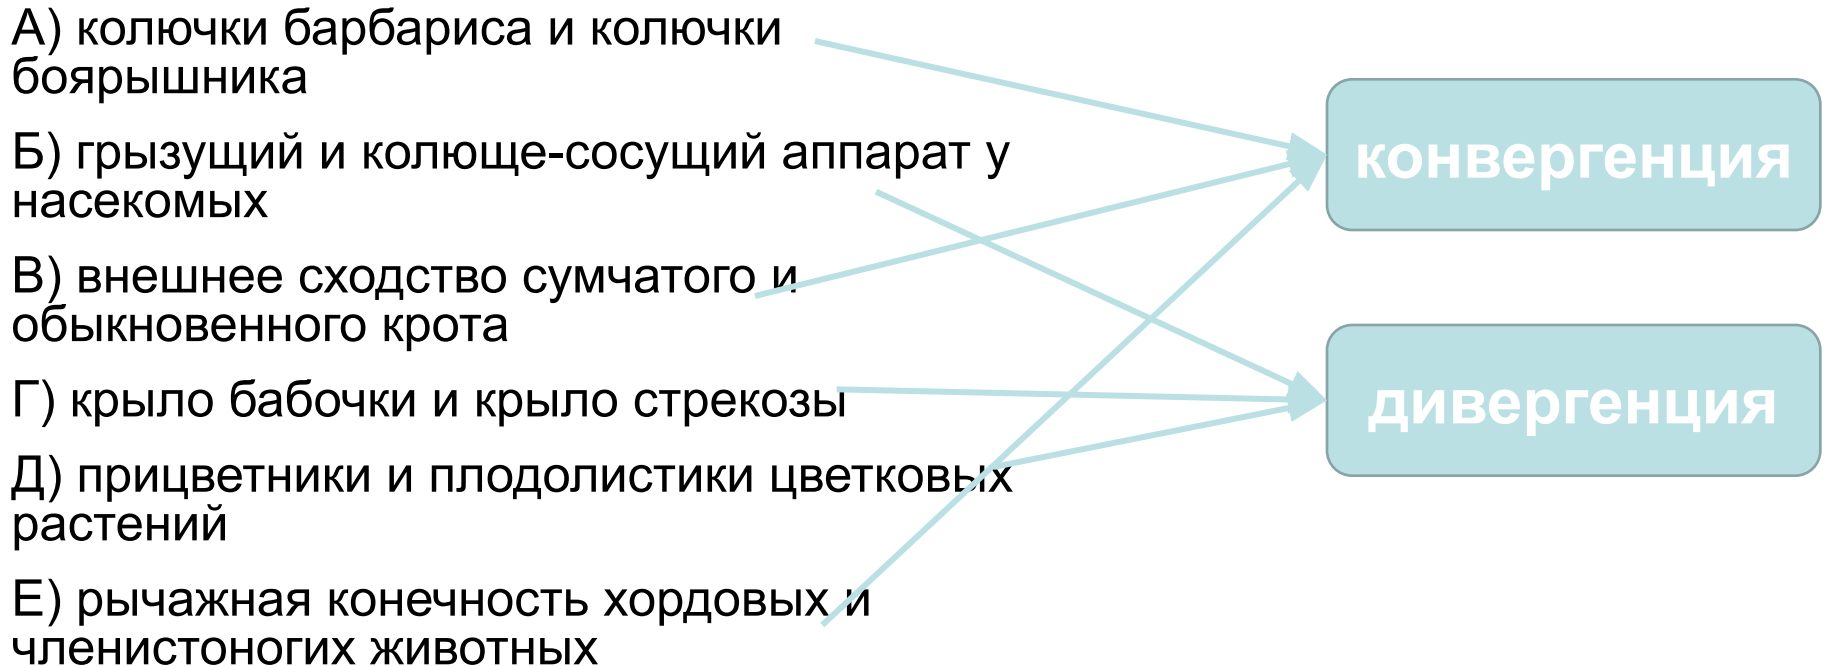 А) колючки барбариса и колючки
боярышника
Б) грызущий и колюще-сосущий аппарат у
насекомых
В) внешнее сходство сумчатого и
обыкновенного крота
Г) крыло бабочки и крыло стрекозы
Д) прицветники и плодолистики цветковых
растений
Е) рычажная конечность хордовых и
членистоногих животных
конвергенция
дивергенция